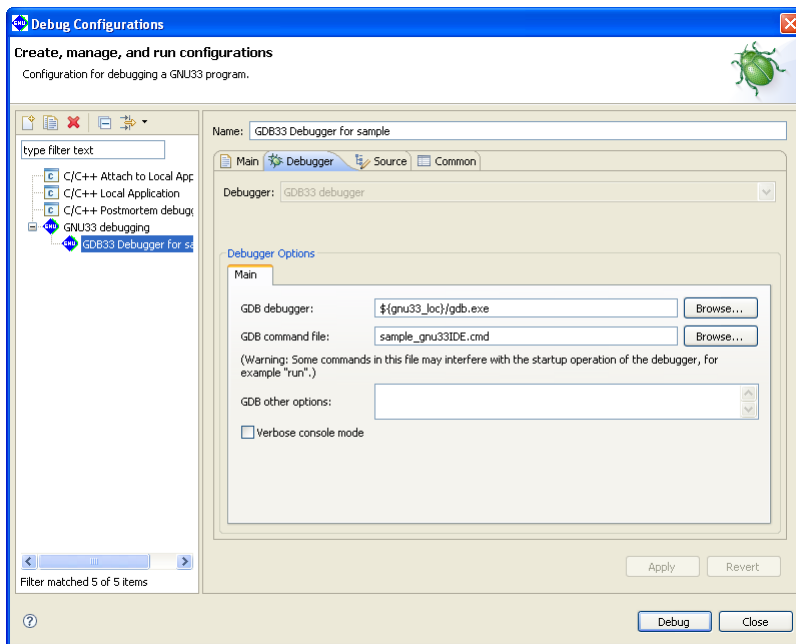 GNU Debug Configurations
Create, manage, and run configurations
Configuration for debugging a GNU33 program.
type filter text
C/C++ Attach to Local App
C/C++ Local Application
C/C++ Postmortem debugg
GNU33 debugging
GDB33 Debugger for sa
Filter matched 5 of 5 items
Name: GDB33 Debugger for sample
Main Debugger Source Common
Debugger: GDB33 debugger
Debugger Options
Main
GDB debugger: ${gnu33_loc}/gdb.exe Browse...
GDB command file: sample_gnu33IDE.cmd Browse...
(Warning: Some commands in this file may interfere with the startup operation of the debugger, for
example "run".)
GDB other options:
Verbose console mode
Apply Revert
? Debug Close